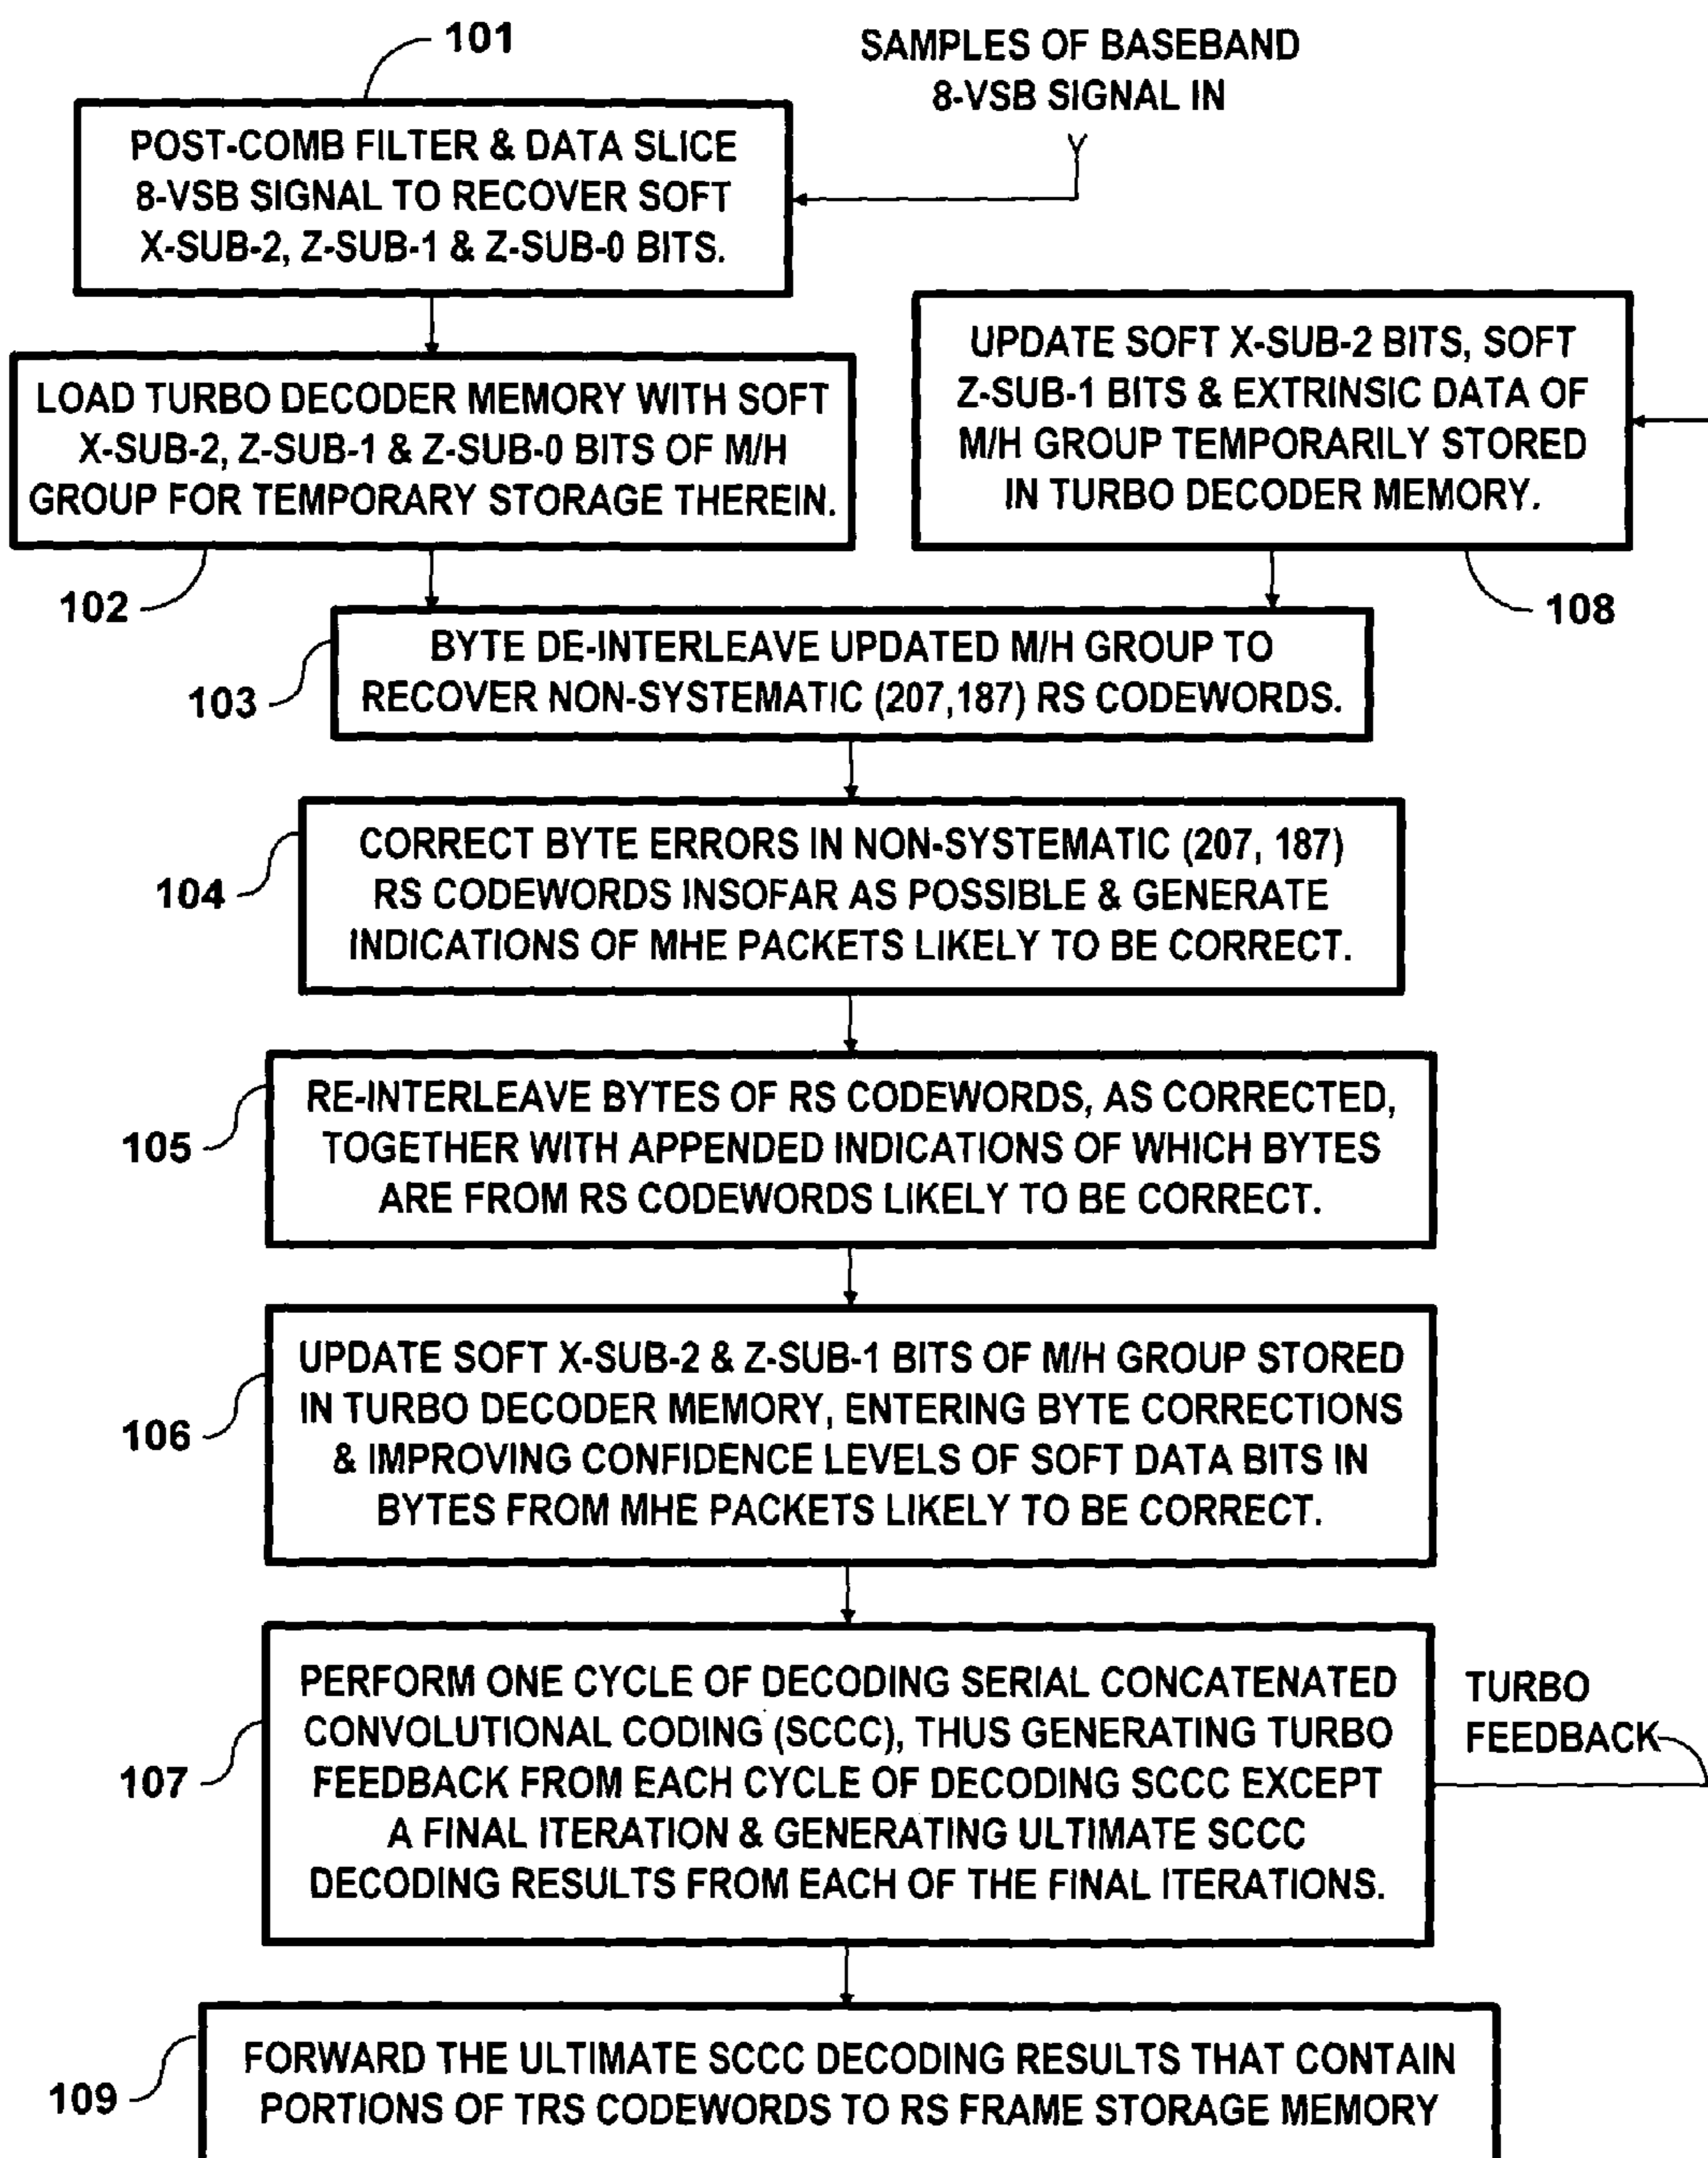 101
SAMPLES OF BASEBAND
8-VSB SIGNAL IN
POST-COMB FILTER & DATA SLICE
8-VSB SIGNAL TO RECOVER SOFT
X-SUB-2, Z-SUB-1 & Z-SUB-0 BITS.
LOAD TURBO DECODER MEMORY WITH SOFT
X-SUB-2, Z-SUB-1 & Z-SUB-0 BITS OF M/H
GROUP FOR TEMPORARY STORAGE THEREIN.
102
UPDATE SOFT X-SUB-2 BITS, SOFT
Z-SUB-1 BITS & EXTRINSIC DATA OF
M/H GROUP TEMPORARILY STORED
IN TURBO DECODER MEMORY.
108
103
BYTE DE-INTERLEAVE UPDATED M/H GROUP TO
RECOVER NON-SYSTEMATIC (207,187) RS CODEWORDS.
104
CORRECT BYTE ERRORS IN NON-SYSTEMATIC (207, 187)
RS CODEWORDS INSOFAR AS POSSIBLE & GENERATE
INDICATIONS OF MHE PACKETS LIKELY TO BE CORRECT.
105
RE-INTERLEAVE BYTES OF RS CODEWORDS, AS CORRECTED,
TOGETHER WITH APPENDED INDICATIONS OF WHICH BYTES
ARE FROM RS CODEWORDS LIKELY TO BE CORRECT.
106
UPDATE SOFT X-SUB-2 & Z-SUB-1 BITS OF M/H GROUP STORED
IN TURBO DECODER MEMORY, ENTERING BYTE CORRECTIONS
& IMPROVING CONFIDENCE LEVELS OF SOFT DATA BITS IN
BYTES FROM MHE PACKETS LIKELY TO BE CORRECT.
107
PERFORM ONE CYCLE OF DECODING SERIAL CONCATENATED
CONVOLUTIONAL CODING (SCCC), THUS GENERATING TURBO
FEEDBACK FROM EACH CYCLE OF DECODING SCCC EXCEPT
A FINAL ITERATION & GENERATING ULTIMATE SCCC
DECODING RESULTS FROM EACH OF THE FINAL ITERATIONS.
TURBO
FEEDBACK
109
FORWARD THE ULTIMATE SCCC DECODING RESULTS THAT CONTAIN
PORTIONS OF TRS CODEWORDS TO RS FRAME STORAGE MEMORY